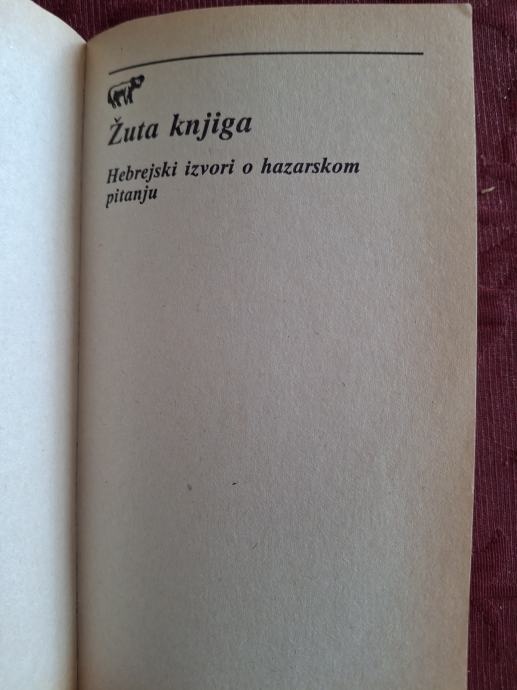 Žuta knjiga
Hebrejski izvori o hazarskom
pitanju